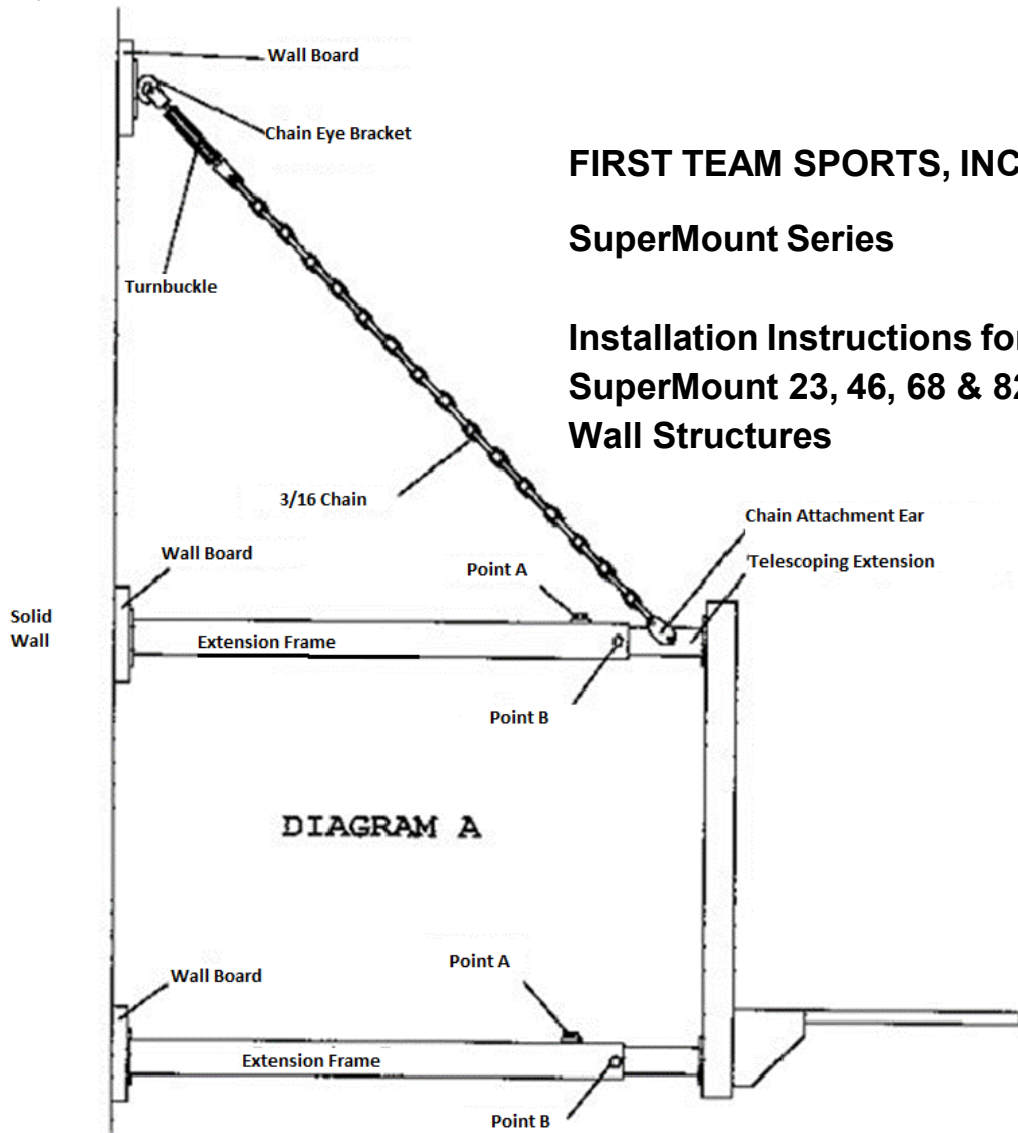 Wall Board
Chain Eye Bracket
Turnbuckle
FIRST TEAM SPORTS, INC
SuperMount Series
Installation Instructions for
SuperMount 23, 46, 68 & 82
Wall Structures
3/16 Chain
Chain Attachment Ear
Telescoping Extension
Wall Board
Point A
Solid
Wall
Extension Frame
Point B
DIAGRAM A
Wall Board
Point A
Extension Frame
Point B